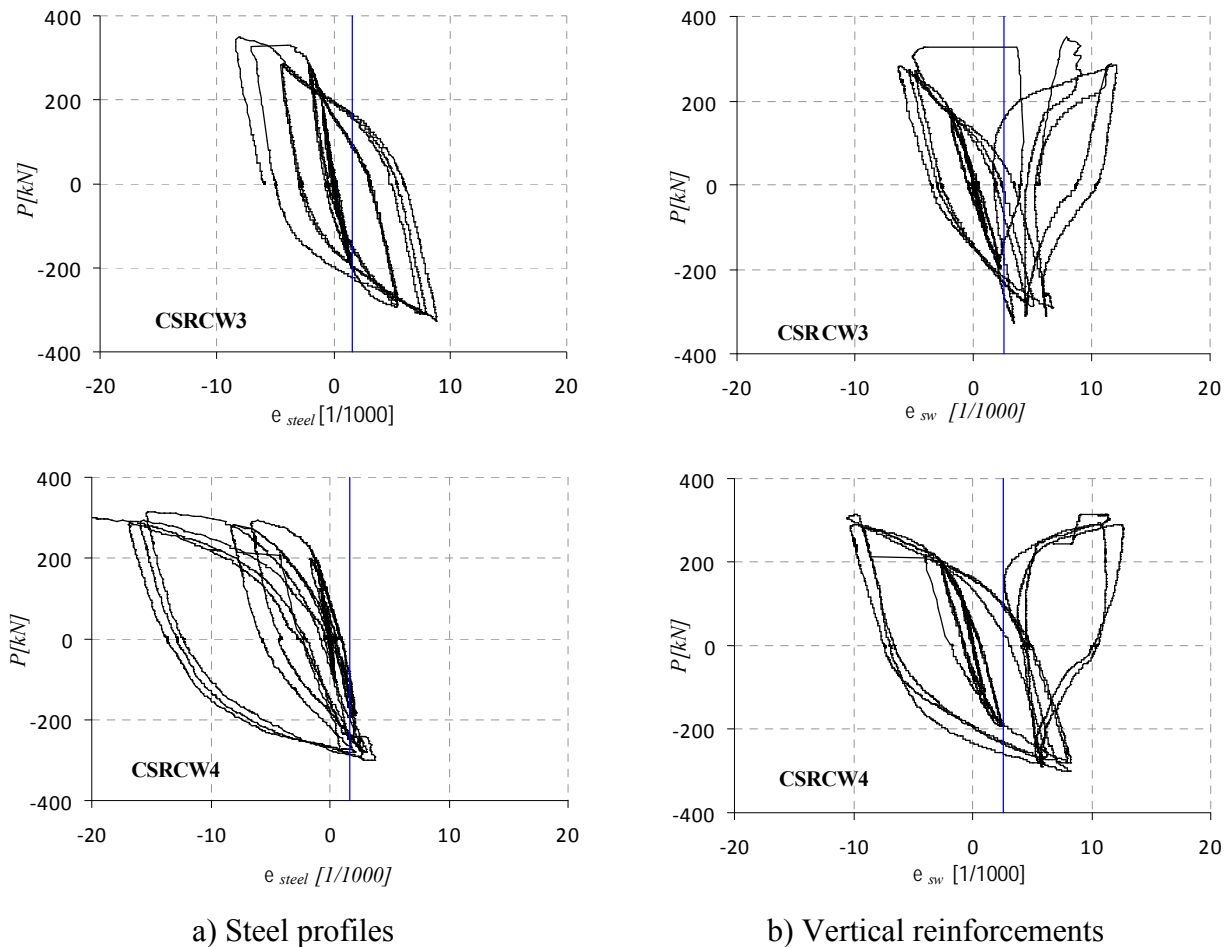 400
200
0
-200
-400
P[kN]
CSRCW3
-20 -10 0 10 20
e steel [1/1000]
400
200
0
-200
-400
P[kN]
CSRCW3
-20 -10 0 10 20
e sw [1/1000]
400
200
0
-200
-400
P[kN]
CSRCW4
-20 -10 0 10 20
e steel [1/1000]
400
200
0
-200
-400
P[kN]
CSRCW4
-20 -10 0 10 20
e sw [1/1000]
a) Steel profiles
b) Vertical reinforcements